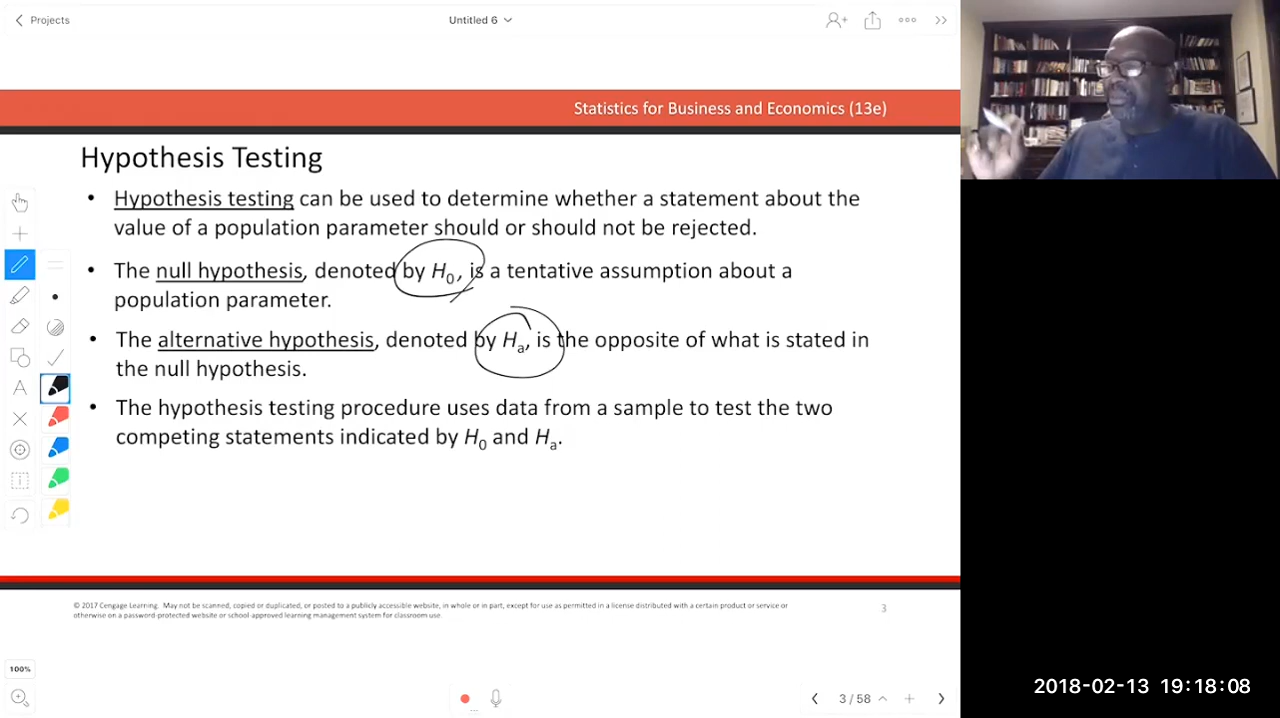 Projects
Untitled 6
Statistics for Business and Economics (13e)
Hypothesis Testing
• Hypothesis testing can be used to determine whether a statement about the
value of a population parameter should or should not be rejected.
• The null hypothesis, denoted by H0, is a tentative assumption about a
population parameter.
• The alternative hypothesis, denoted by Ha, is the opposite of what is stated in
the null hypothesis.
• The hypothesis testing procedure uses data from a sample to test the two
competing statements indicated by H0 and Ha.
© 2017 Cengage Learning. May not be scanned, copied or duplicated, or posted to a publicly accessible website, in whole or in part, except for use as permitted in a license distributed with a certain product or service or
otherwise on a password-protected website or school-approved learning management system for classroom use.
3
100%
3 / 58
2018-02-13 19:18:08